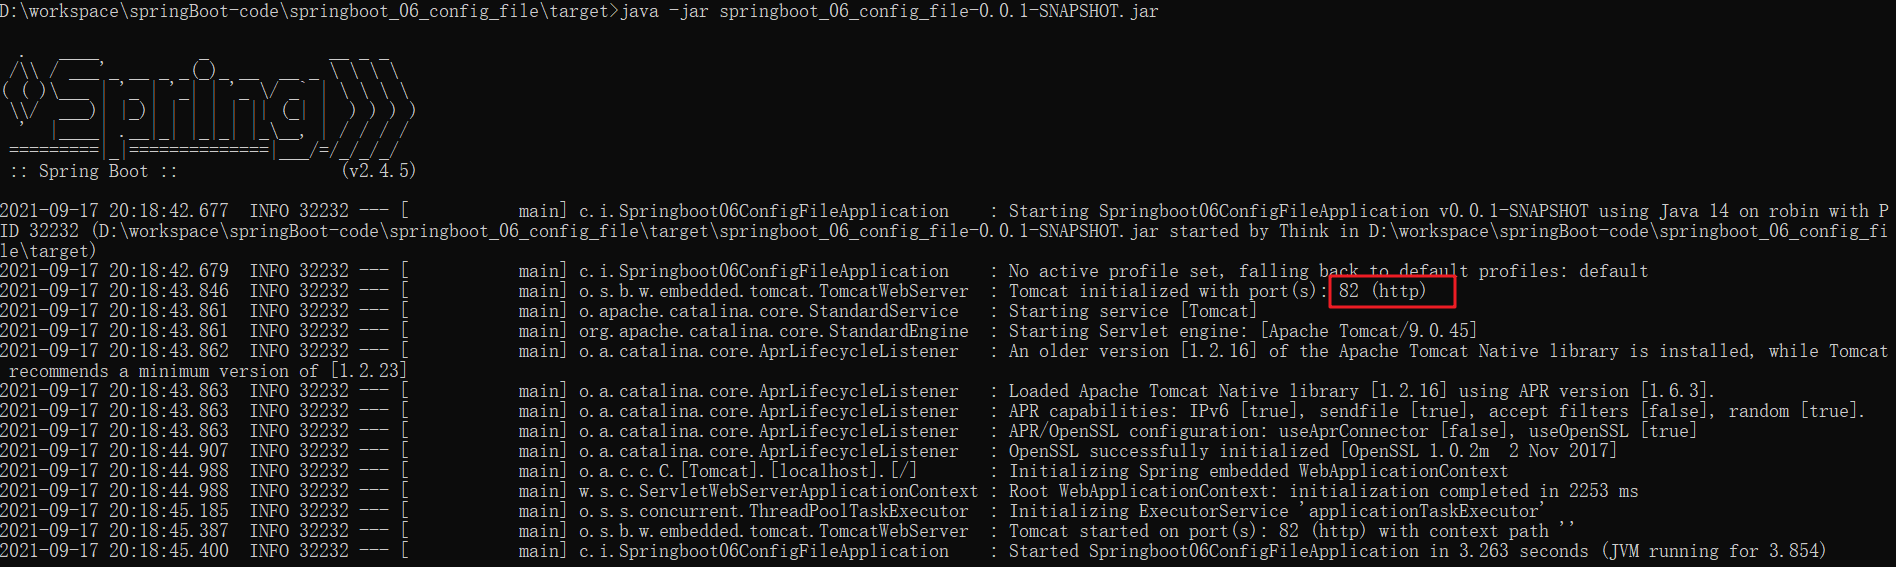 D:\workspace\springBoot-code\springboot_06_config_file\target>java -jar springboot_06_config_file-0.0.1-SNAPSHOT.jar
  .   ____          _            __ _ _
 /\\ / ___'_ __ _ _(_)_ __  __ _ \ \ \ \
( ( )\___ | '_ | '_| | '_ \/ _` | \ \ \ \
 \\/  ___)| |_)| | | | | || (_| |  ) ) ) )
  '  |____| .__|_| |_|_| |_\__, | / / / /
 =========|_|==============|___/=/_/_/_/
 :: Spring Boot ::                (v2.4.5)
2021-09-17 20:18:42.677  INFO 32232 --- [           main] c.i.Springboot06ConfigFileApplication    : Starting Springboot06ConfigFileApplication v0.0.1-SNAPSHOT using Java 14 on robin with P
ID 32232 (D:\workspace\springBoot-code\springboot_06_config_file\target\springboot_06_config_file-0.0.1-SNAPSHOT.jar started by Think in D:\workspace\springBoot-code\springboot_06_config_fi
le\target)
2021-09-17 20:18:42.679  INFO 32232 --- [           main] c.i.Springboot06ConfigFileApplication    : No active profile set, falling back to default profiles: default
2021-09-17 20:18:43.846  INFO 32232 --- [           main] o.s.b.w.embedded.tomcat.TomcatWebServer  : Tomcat initialized with port(s): 82 (http)
2021-09-17 20:18:43.861  INFO 32232 --- [           main] o.apache.catalina.core.StandardService   : Starting service [Tomcat]
2021-09-17 20:18:43.861  INFO 32232 --- [           main] org.apache.catalina.core.StandardEngine  : Starting Servlet engine: [Apache Tomcat/9.0.45]
2021-09-17 20:18:43.862  INFO 32232 --- [           main] o.a.catalina.core.AprLifecycleListener   : An older version [1.2.16] of the Apache Tomcat Native library is installed, while Tomcat
 recommends a minimum version of [1.2.23]
2021-09-17 20:18:43.863  INFO 32232 --- [           main] o.a.catalina.core.AprLifecycleListener   : Loaded Apache Tomcat Native library [1.2.16] using APR version [1.6.3].
2021-09-17 20:18:43.863  INFO 32232 --- [           main] o.a.catalina.core.AprLifecycleListener   : APR capabilities: IPv6 [true], sendfile [true], accept filters [false], random [true].
2021-09-17 20:18:43.863  INFO 32232 --- [           main] o.a.catalina.core.AprLifecycleListener   : APR/OpenSSL configuration: useAprConnector [false], useOpenSSL [true]
2021-09-17 20:18:44.907  INFO 32232 --- [           main] o.a.catalina.core.AprLifecycleListener   : OpenSSL successfully initialized [OpenSSL 1.0.2m  2 Nov 2017]
2021-09-17 20:18:44.988  INFO 32232 --- [           main] o.a.c.c.C.[Tomcat].[localhost].[/]       : Initializing Spring embedded WebApplicationContext
2021-09-17 20:18:44.988  INFO 32232 --- [           main] w.s.c.ServletWebServerApplicationContext : Root WebApplicationContext: initialization completed in 2253 ms
2021-09-17 20:18:45.185  INFO 32232 --- [           main] o.s.s.concurrent.ThreadPoolTaskExecutor  : Initializing ExecutorService 'applicationTaskExecutor'
2021-09-17 20:18:45.387  INFO 32232 --- [           main] o.s.b.w.embedded.tomcat.TomcatWebServer  : Tomcat started on port(s): 82 (http) with context path ''
2021-09-17 20:18:45.400  INFO 32232 --- [           main] c.i.Springboot06ConfigFileApplication    : Started Springboot06ConfigFileApplication in 3.263 seconds (JVM running for 3.854)